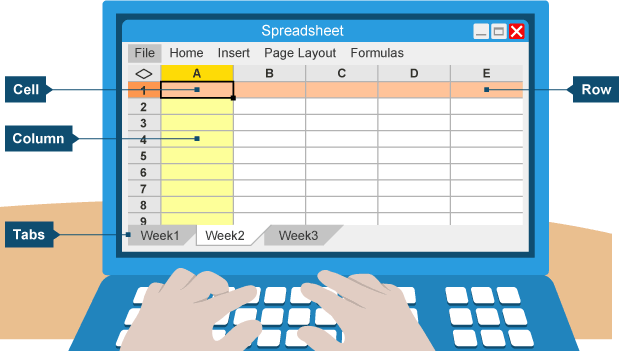 Spreadsheet
File Home Insert Page Layout Formulas
A B C D E
Cell
1
Row
2
3
Column
4
5
6
7
8
9
Tabs
Week1 Week2 Week3